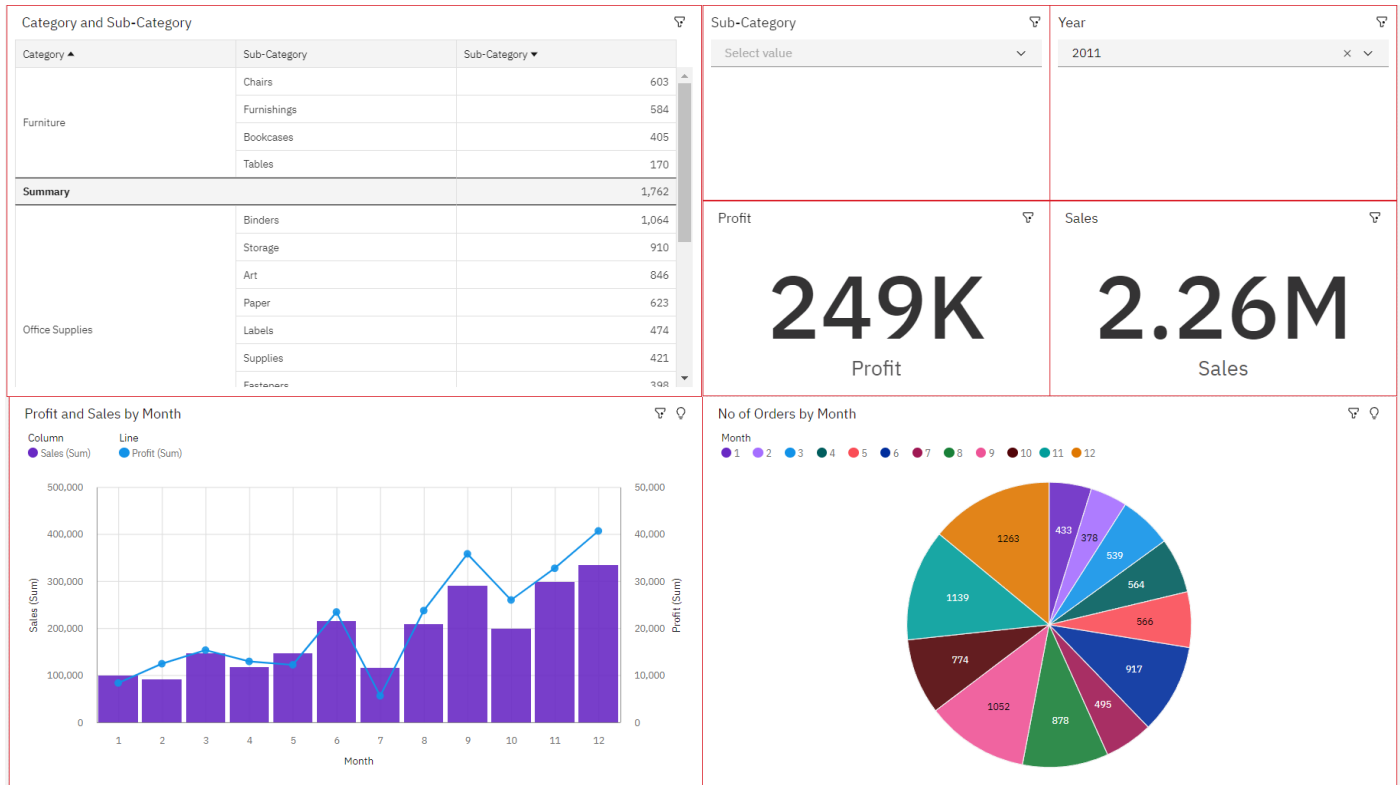 Category and Sub-Category
Category Sub-Category Sub-Category
Furniture
Chairs 603
Furnishings 584
Bookcases 405
Tables 170
Summary 1,762
Office Supplies
Binders 1,064
Storage 910
Art 846
Paper 623
Labels 474
Supplies 421
Fasteners 398
Sub-Category
Select value
Year
2011
Profit
249K
Profit
Sales
2.26M
Sales
Profit and Sales by Month
Column Line
Sales (Sum) Profit (Sum)
Sales (Sum)
500,000
400,000
300,000
200,000
100,000
0
50,000
40,000
30,000
20,000
10,000
0
Profit (Sum)
1 2 3 4 5 6 7 8 9 10 11 12
Month
No of Orders by Month
Month
1 2 3 4 5 6 7 8 9 10 11 12
433
378
539
564
566
917
495
878
1052
774
1139
1263